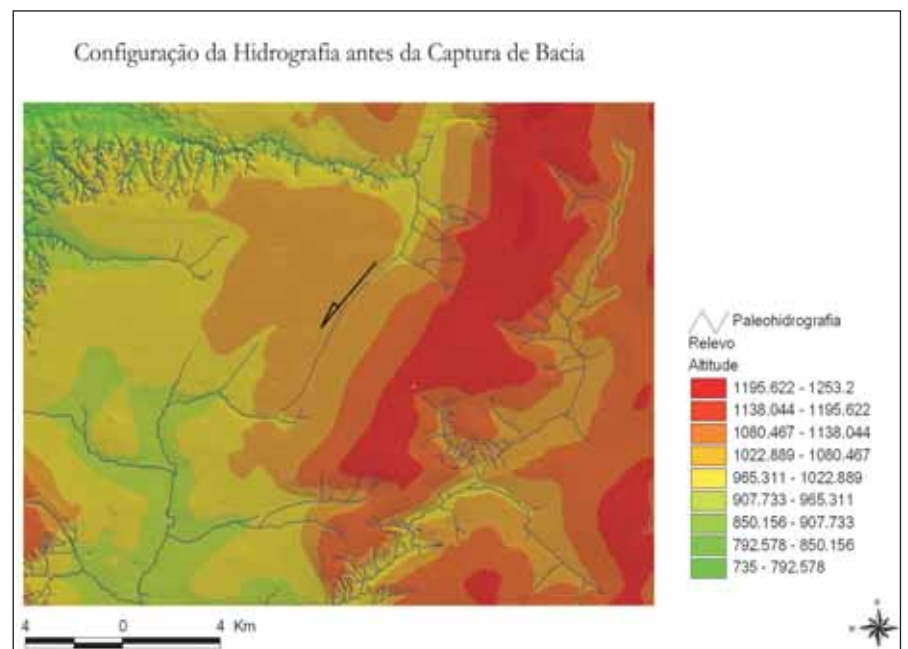 Configuração da Hidrografia antes da Captura de Bacia
Paleohidrografia
Relevo
Altitude
1195.622 - 1253.2
1138.044 - 1195.622
1080.467 - 1138.044
1022.889 - 1080.467
965.311 - 1022.889
907.733 - 965.311
850.156 - 907.733
792.578 - 850.156
735 - 792.578
4 0 4 Km